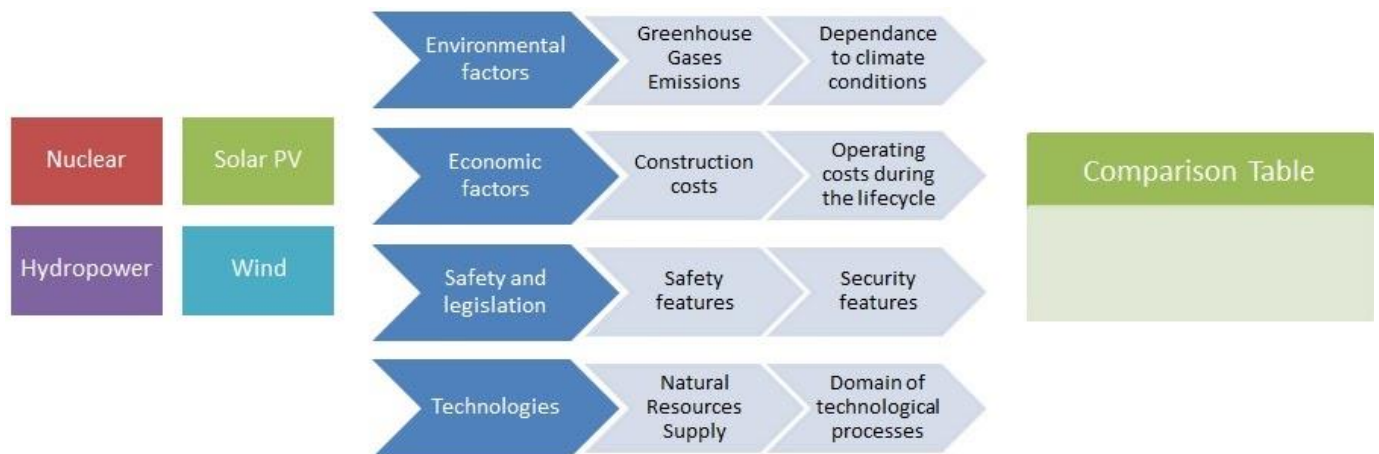 Nuclear
Solar PV
Hydropower
Wind
Environmental
factors
Greenhouse
Gases
Emissions
Dependance
to climate
conditions
Economic
factors
Construction
costs
Operating
costs during
the lifecycle
Safety and
legislation
Safety
features
Security
features
Technologies
Natural
Resources
Supply
Domain of
technological
processes
Comparison Table